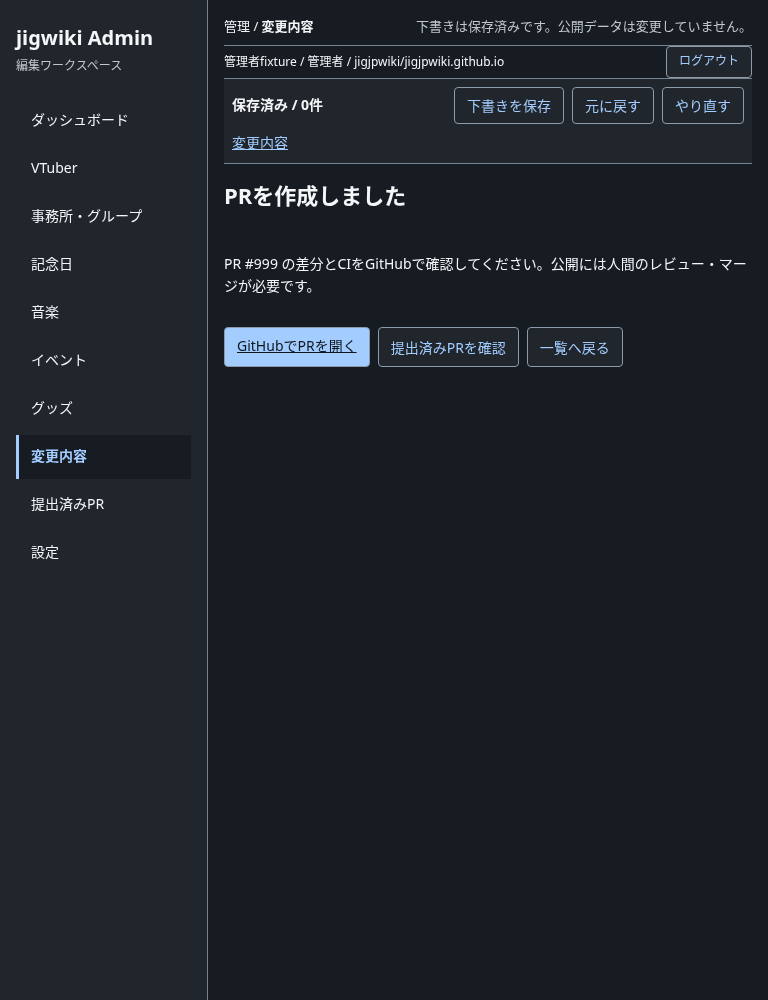 jigwiki Admin
編集ワークスペース
ダッシュボード
VTuber
事務所・グループ
記念日
音楽
イベント
グッズ
変更内容
提出済みPR
設定
管理 / 変更内容
下書きは保存済みです。公開データは変更していません。
管理者fixture / 管理者 / jigjpwiki/jigjpwiki.github.io
ログアウト
保存済み / 0件
下書きを保存
元に戻す
やり直す
変更内容
PRを作成しました
PR #999 の差分とCIをGitHubで確認してください。公開には人間のレビュー・マー
ジが必要です。
GitHubでPRを開く
提出済みPRを確認
一覧へ戻る